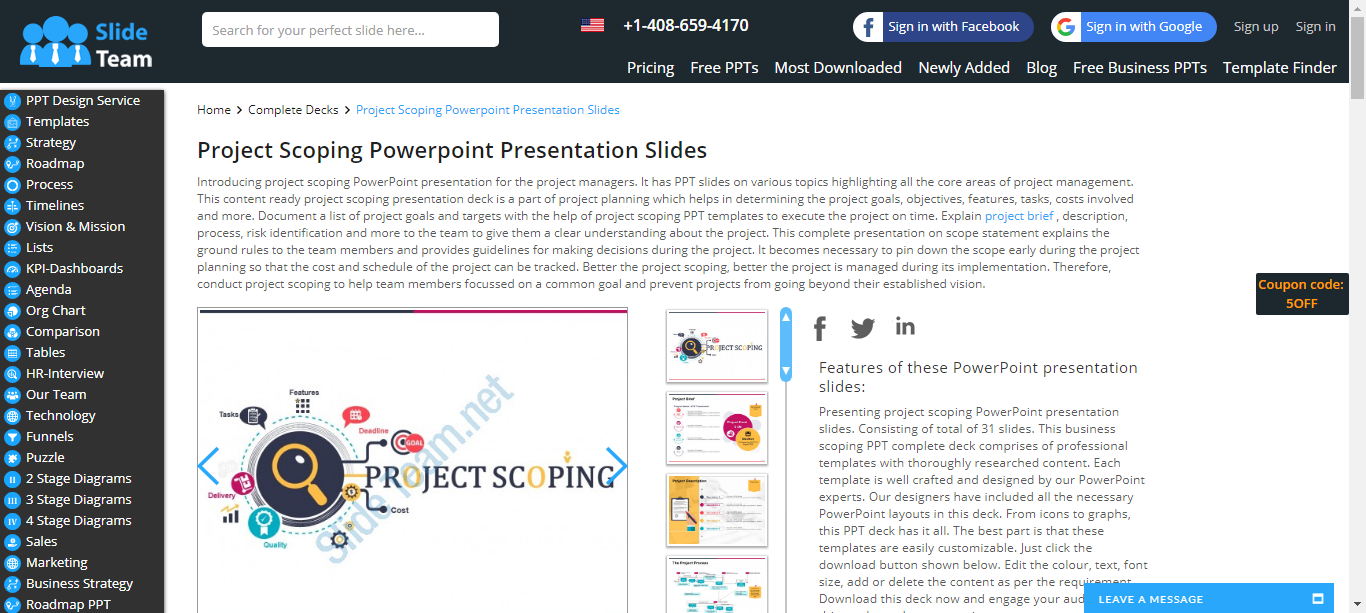 Slide
Team
Search for your perfect slide here...
+1-408-659-4170
Sign in with Facebook
Sign in with Google
Sign up
Sign in
Pricing
Free PPTs
Most Downloaded
Newly Added
Blog
Free Business PPTs
Template Finder
PPT Design Service
Templates
Strategy
Roadmap
Process
Timelines
Vision & Mission
Lists
KPI-Dashboards
Agenda
Org Chart
Comparison
Tables
HR-Interview
Our Team
Technology
Funnels
Puzzle
2 Stage Diagrams
3 Stage Diagrams
4 Stage Diagrams
Sales
Marketing
Business Strategy
Roadmap PPT
Home > Complete Decks > Project Scoping Powerpoint Presentation Slides
Project Scoping Powerpoint Presentation Slides
Introducing project scoping PowerPoint presentation for the project managers. It has PPT slides on various topics highlighting all the core areas of project management.
This content ready project scoping presentation deck is a part of project planning which helps in determining the project goals, objectives, features, tasks, costs involved
and more. Document a list of project goals and targets with the help of project scoping PPT templates to execute the project on time. Explain project brief , description,
process, risk identification and more to the team to give them a clear understanding about the project. This complete presentation on scope statement explains the
ground rules to the team members and provides guidelines for making decisions during the project. It becomes necessary to pin down the scope early during the project
planning so that the cost and schedule of the project can be tracked. Better the project scoping, better the project is managed during its implementation. Therefore,
conduct project scoping to help team members focussed on a common goal and prevent projects from going beyond their established vision.
Coupon code:
5OFF
Features
Tasks
Deadline
GOAL
PROJECT SCOPING
Delivery
Cost
Quality
SlideTeam.net
PROJECT SCOPING
Project Brief
Project Description
The Project Process
Features of these PowerPoint presentation
slides:
Presenting project scoping PowerPoint presentation
slides. Consisting of total of 31 slides. This business
scoping PPT complete deck comprises of professional
templates with thoroughly researched content. Each
template is well crafted and designed by our PowerPoint
experts. Our designers have included all the necessary
PowerPoint layouts in this deck. From icons to graphs,
this PPT deck has it all. The best part is that these
templates are easily customizable. Just click the
download button shown below. Edit the colour, text, font
size, add or delete the content as per the requirement.
Download this deck now and engage your
LEAVE A MESSAGE